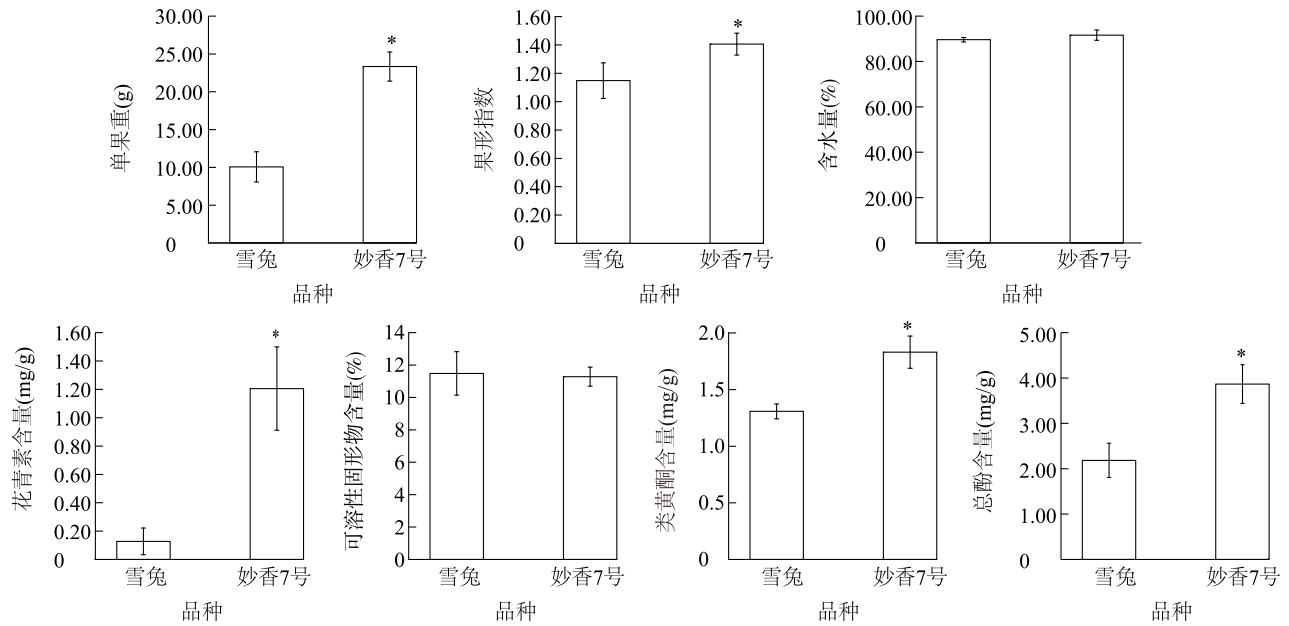 单果重(g)
30.00
25.00
20.00
15.00
10.00
5.00
0
*
雪兔
妙香7号
品种
果形指数
1.60
1.40
1.20
1.00
0.80
0.60
0.40
0.20
0
*
雪兔
妙香7号
品种
含水量(%)
100.00
80.00
60.00
40.00
20.00
0
雪兔
妙香7号
品种
花青素含量(mg/g)
1.60
1.40
1.20
1.00
0.80
0.60
0.40
0.20
0
*
雪兔
妙香7号
品种
可溶性固形物含量(%)
14
12
10
8
6
4
2
0
雪兔
妙香7号
品种
类黄酮含量(mg/g)
2.0
1.5
1.0
0.5
0
*
雪兔
妙香7号
品种
总酚含量(mg/g)
5.00
4.00
3.00
2.00
1.00
0
*
雪兔
妙香7号
品种